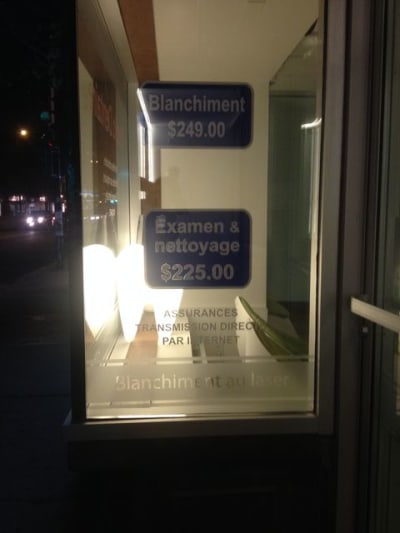 Blanchiment
$249.00
Examen &
nettoyage
$225.00
ASSURANCES
TRANSMISSION DIRECTE
PAR INTERNET
Blanchiment au laser